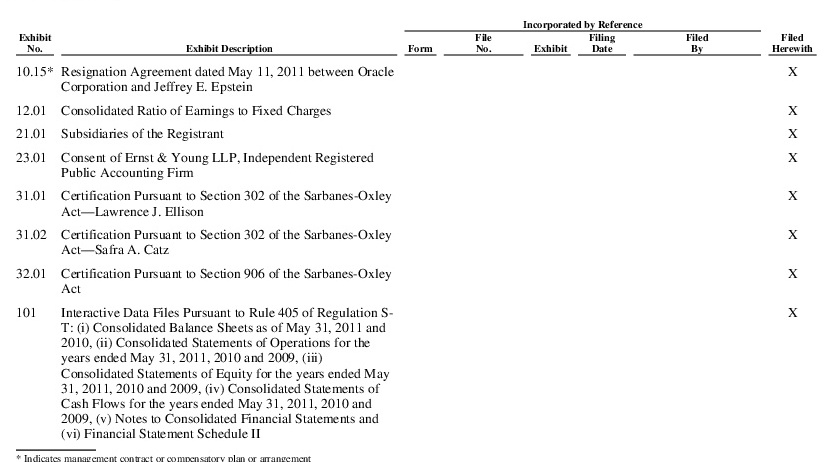 Incorporated by Reference
Exhibit No. Exhibit Description Form File No. Exhibit Filing Date Filed By Filed Herewith
10.15* Resignation Agreement dated May 11, 2011 between Oracle X
Corporation and Jeffrey E. Epstein
12.01 Consolidated Ratio of Earnings to Fixed Charges X
21.01 Subsidiaries of the Registrant X
23.01 Consent of Ernst & Young LLP, Independent Registered X
Public Accounting Firm
31.01 Certification Pursuant to Section 302 of the Sarbanes-Oxley X
Act—Lawrence J. Ellison
31.02 Certification Pursuant to Section 302 of the Sarbanes-Oxley X
Act—Safra A. Catz
32.01 Certification Pursuant to Section 906 of the Sarbanes-Oxley X
Act
101 Interactive Data Files Pursuant to Rule 405 of Regulation S- X
T: (i) Consolidated Balance Sheets as of May 31, 2011 and
2010, (ii) Consolidated Statements of Operations for the
years ended May 31, 2011, 2010 and 2009, (iii)
Consolidated Statements of Equity for the years ended May
31, 2011, 2010 and 2009, (iv) Consolidated Statements of
Cash Flows for the years ended May 31, 2011, 2010 and
2009, (v) Notes to Consolidated Financial Statements and
(vi) Financial Statement Schedule II
* Indicates management contract or compensatory plan or arrangement